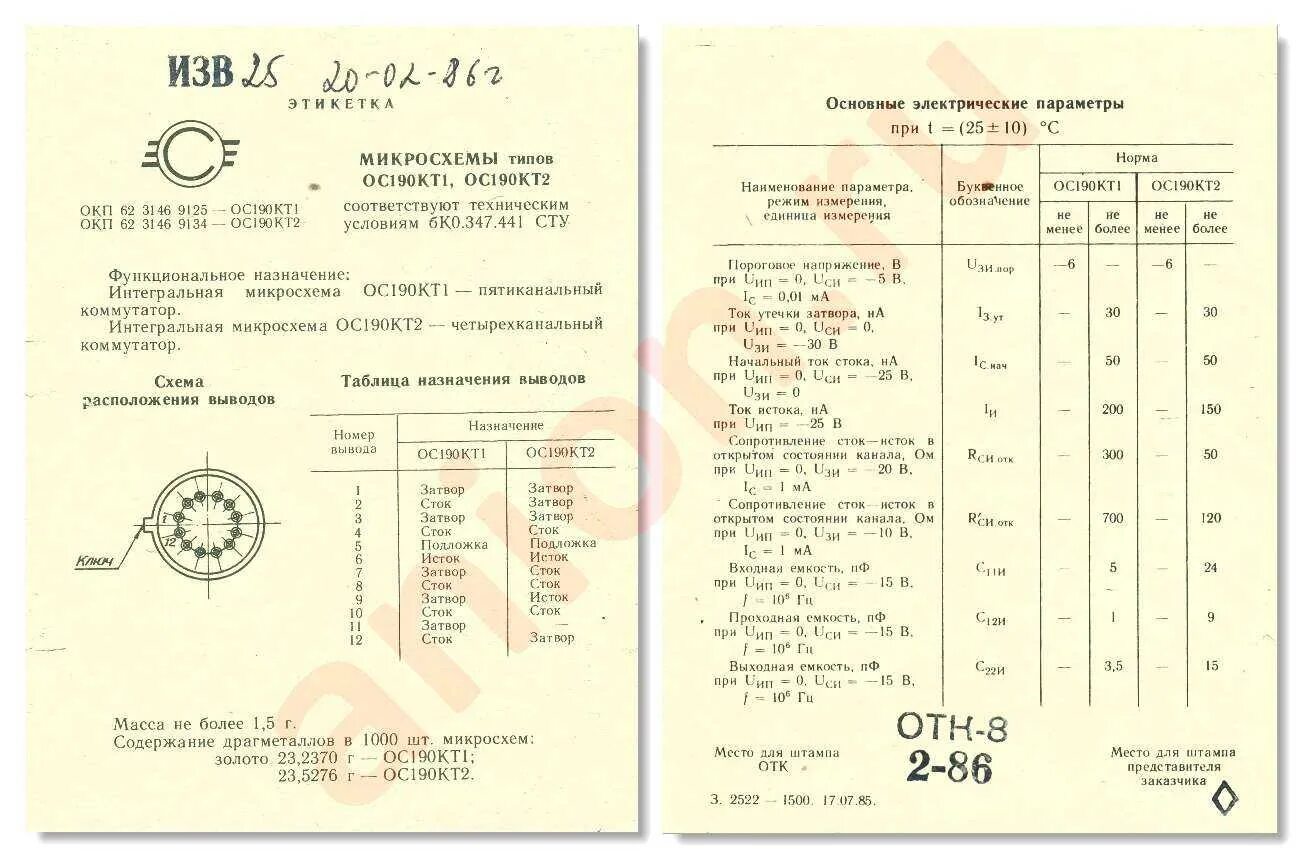 ИЗВ 25 20-02-86г
ЭТИКЕТКА
МИКРОСХЕМЫ типов
ОС190КТ1, ОС190КТ2
ОКП 62 3146 9125 — ОС190КТ1
ОКП 62 3146 9134 — ОС190КТ2
соответствуют техническим
условиям бК0.347.441 СТУ
Функциональное назначение:
Интегральная микросхема ОС190КТ1 — пятиканальный
коммутатор.
Интегральная микросхема ОС190КТ2 — четырехканальный
коммутатор.
Схема
расположения выводов
1
12
Ключ
Таблица назначения выводов
Номер
вывода
Назначение
ОС190КТ1 ОС190КТ2
1 Затвор Затвор
2 Сток Затвор
3 Затвор Затвор
4 Сток Сток
5 Подложка Подложка
6 Исток Исток
7 Затвор Сток
8 Сток Сток
9 Затвор Исток
10 Сток Сток
11 Затвор —
12 Сток Затвор
Масса не более 1,5 г.
Содержание драгметаллов в 1000 шт. микросхем:
золото 23,2370 г — ОС190КТ1;
23,5276 г — ОС190КТ2.
Основные электрические параметры
при t = (25 ± 10) °С
Наименование параметра,
режим измерения,
единица измерения
Буквенное
обозначение
Норма
ОС190КТ1 ОС190КТ2
не менее не более не менее не более
Пороговое напряжение, В UЗИ.пор —6 — —6 —
при UИП = 0, UСИ = —5 В,
IС = 0,01 мА
Ток утечки затвора, нА IЗ ут — 30 — 30
при UИП = 0, UСИ = 0,
UЗИ = —30 В
Начальный ток стока, нА IС.нач — 50 — 50
при UИП = 0, UСИ = —25 В,
UЗИ = 0
Ток истока, нА IИ — 200 — 150
при UИП = —25 В
Сопротивление сток—исток в
открытом состоянии канала, Ом RСИ отк — 300 — 50
при UИП = 0, UЗИ = —20 В,
IС = 1 мА
Сопротивление сток—исток в
открытом состоянии канала, Ом R′СИ.отк — 700 — 120
при UИП = 0, UЗИ = —10 В,
IС = 1 мА
Входная емкость, пФ С11И — 5 — 24
при UИП = 0, UСИ = —15 В,
f = 10⁶ Гц
Проходная емкость, пФ С12И — 1 — 9
при UИП = 0, UСИ = —15 В,
f = 10⁶ Гц
Выходная емкость, пФ С22И — 3,5 — 15
при UИП = 0, UСИ = —15 В,
f = 10⁶ Гц
ОТК-8
2-86
Место для штампа
ОТК
Место для штампа
представителя
заказчика
З. 2522 — 1500. 17.07.85.
arion.ru